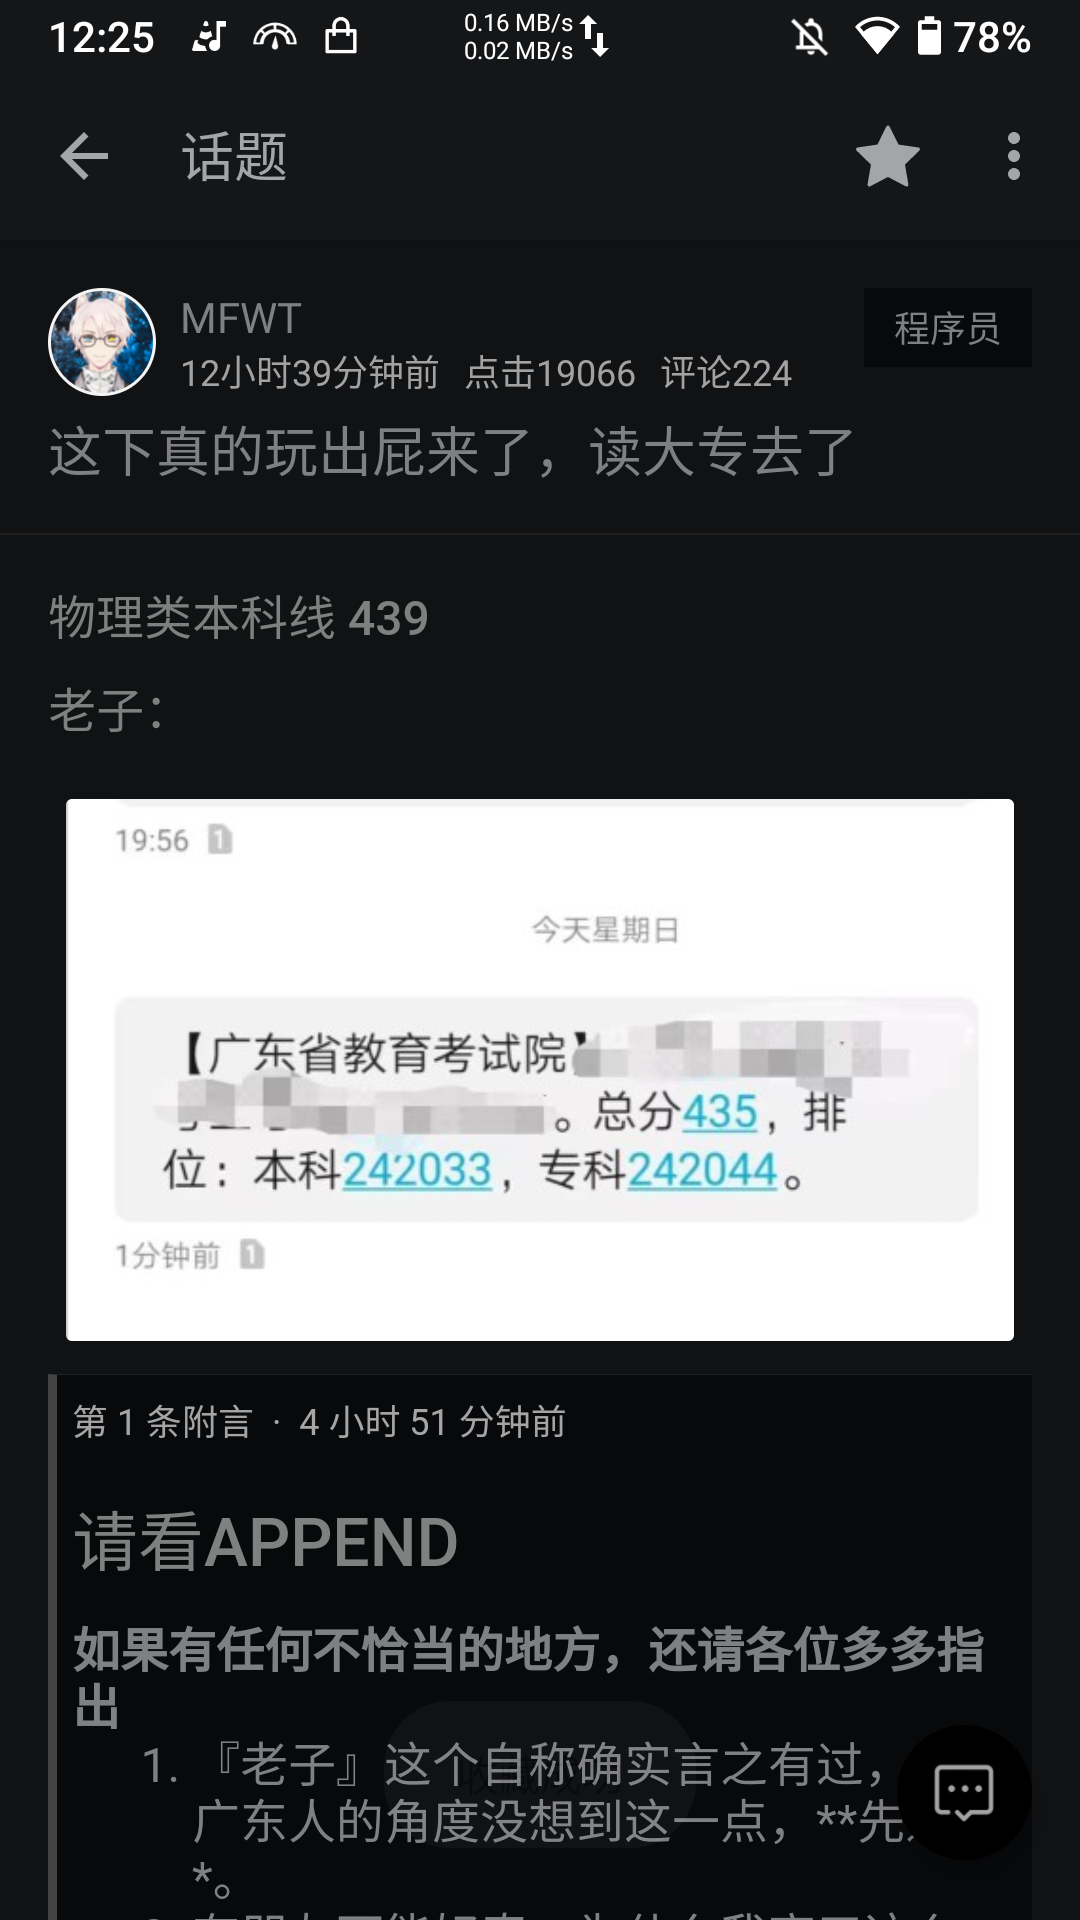 12:25
0.16 MB/s
0.02 MB/s
78%
话题
MFWT
程序员
12小时39分钟前 点击19066 评论224
这下真的玩出屁来了，读大专去了
物理类本科线 439
老子：
19:56 1
今天星期日
【广东省教育考试院】
。总分435，排
位：本科242033，专科242044。
1分钟前 1
第 1 条附言 · 4 小时 51 分钟前
请看APPEND
如果有任何不恰当的地方，还请各位多多指
出
1. 『老子』这个自称确实言之有过，
广东人的角度没想到这一点，**先
*。